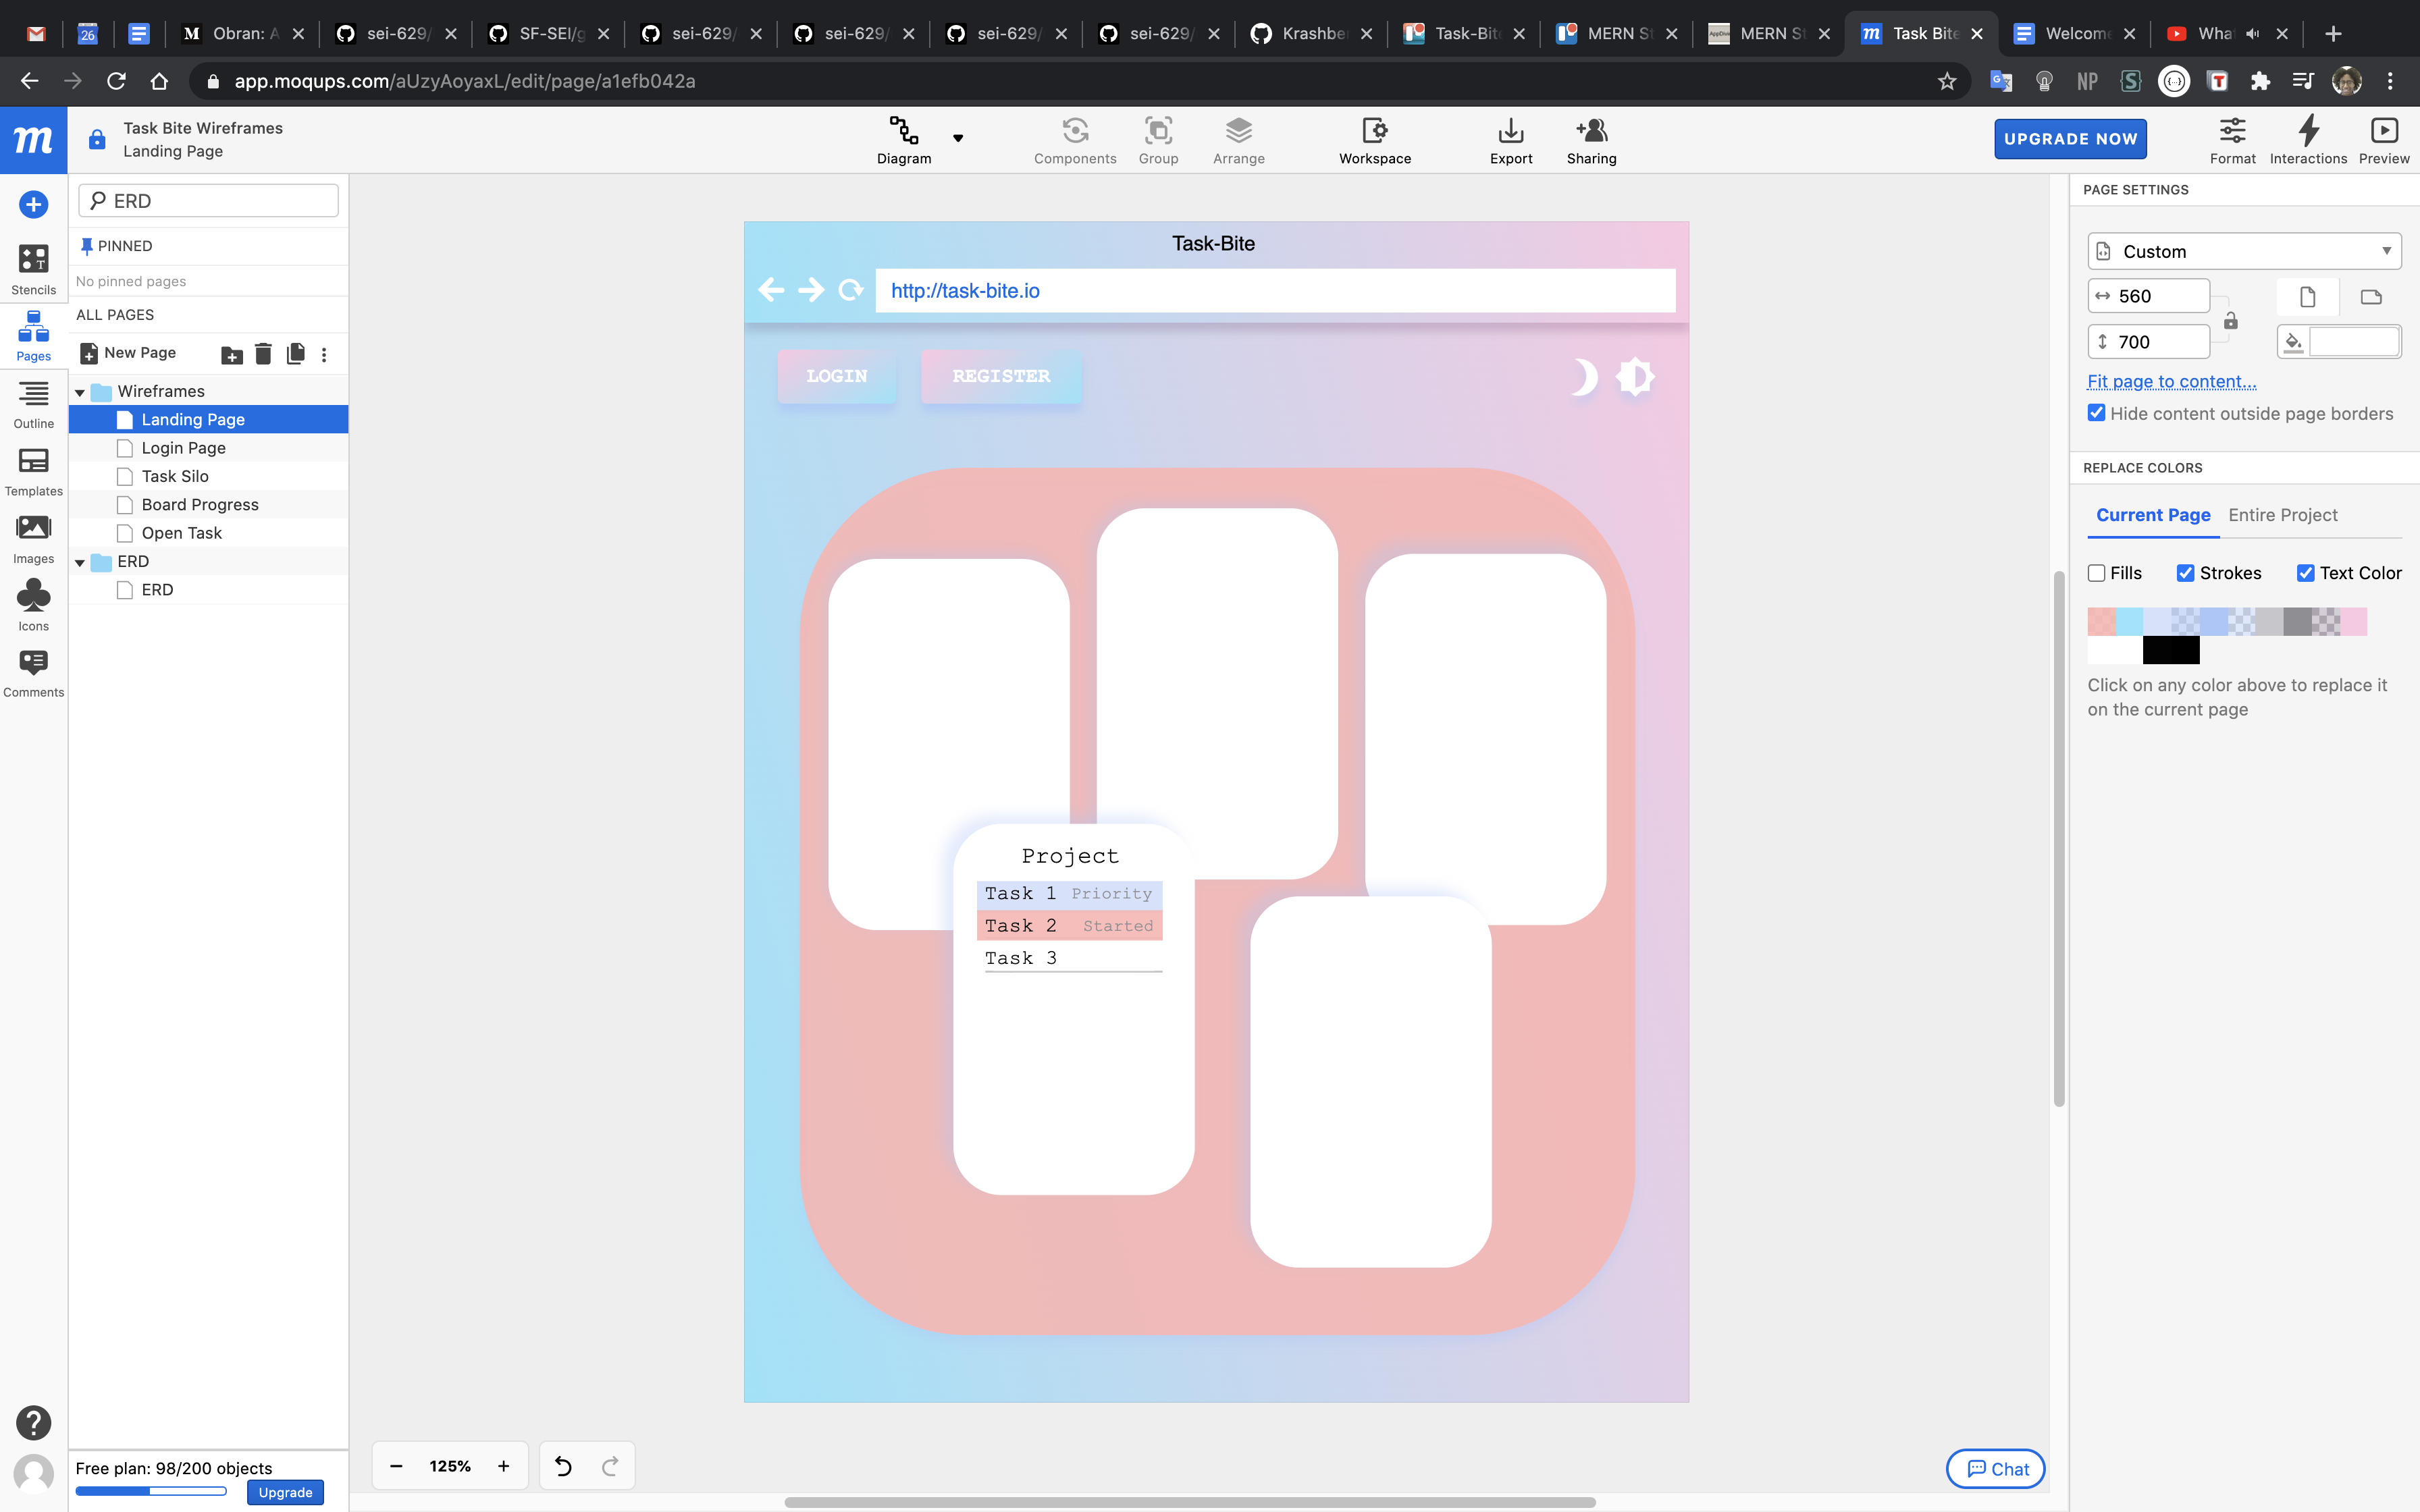 26
M Obran: A
sei-629/
SF-SEI/g
sei-629/
sei-629/
sei-629/
sei-629/
Krashber
Task-Bite
MERN St
MERN St
m Task Bite
Welcome
What
app.moqups.com/aUzyAoyaxL/edit/page/a1efb042a
NP
S
T
m
Task Bite Wireframes
Landing Page
Diagram
Components
Group
Arrange
Workspace
Export
Sharing
UPGRADE NOW
Format
Interactions
Preview
Stencils
Pages
Outline
Templates
Images
Icons
Comments
ERD
PINNED
No pinned pages
ALL PAGES
New Page
Wireframes
Landing Page
Login Page
Task Silo
Board Progress
Open Task
ERD
ERD
Free plan: 98/200 objects
Upgrade
Task-Bite
http://task-bite.io
LOGIN
REGISTER
Project
Task 1 Priority
Task 2 Started
Task 3
125%
Chat
PAGE SETTINGS
Custom
560
700
Fit page to content...
Hide content outside page borders
REPLACE COLORS
Current Page
Entire Project
Fills
Strokes
Text Color
Click on any color above to replace it
on the current page